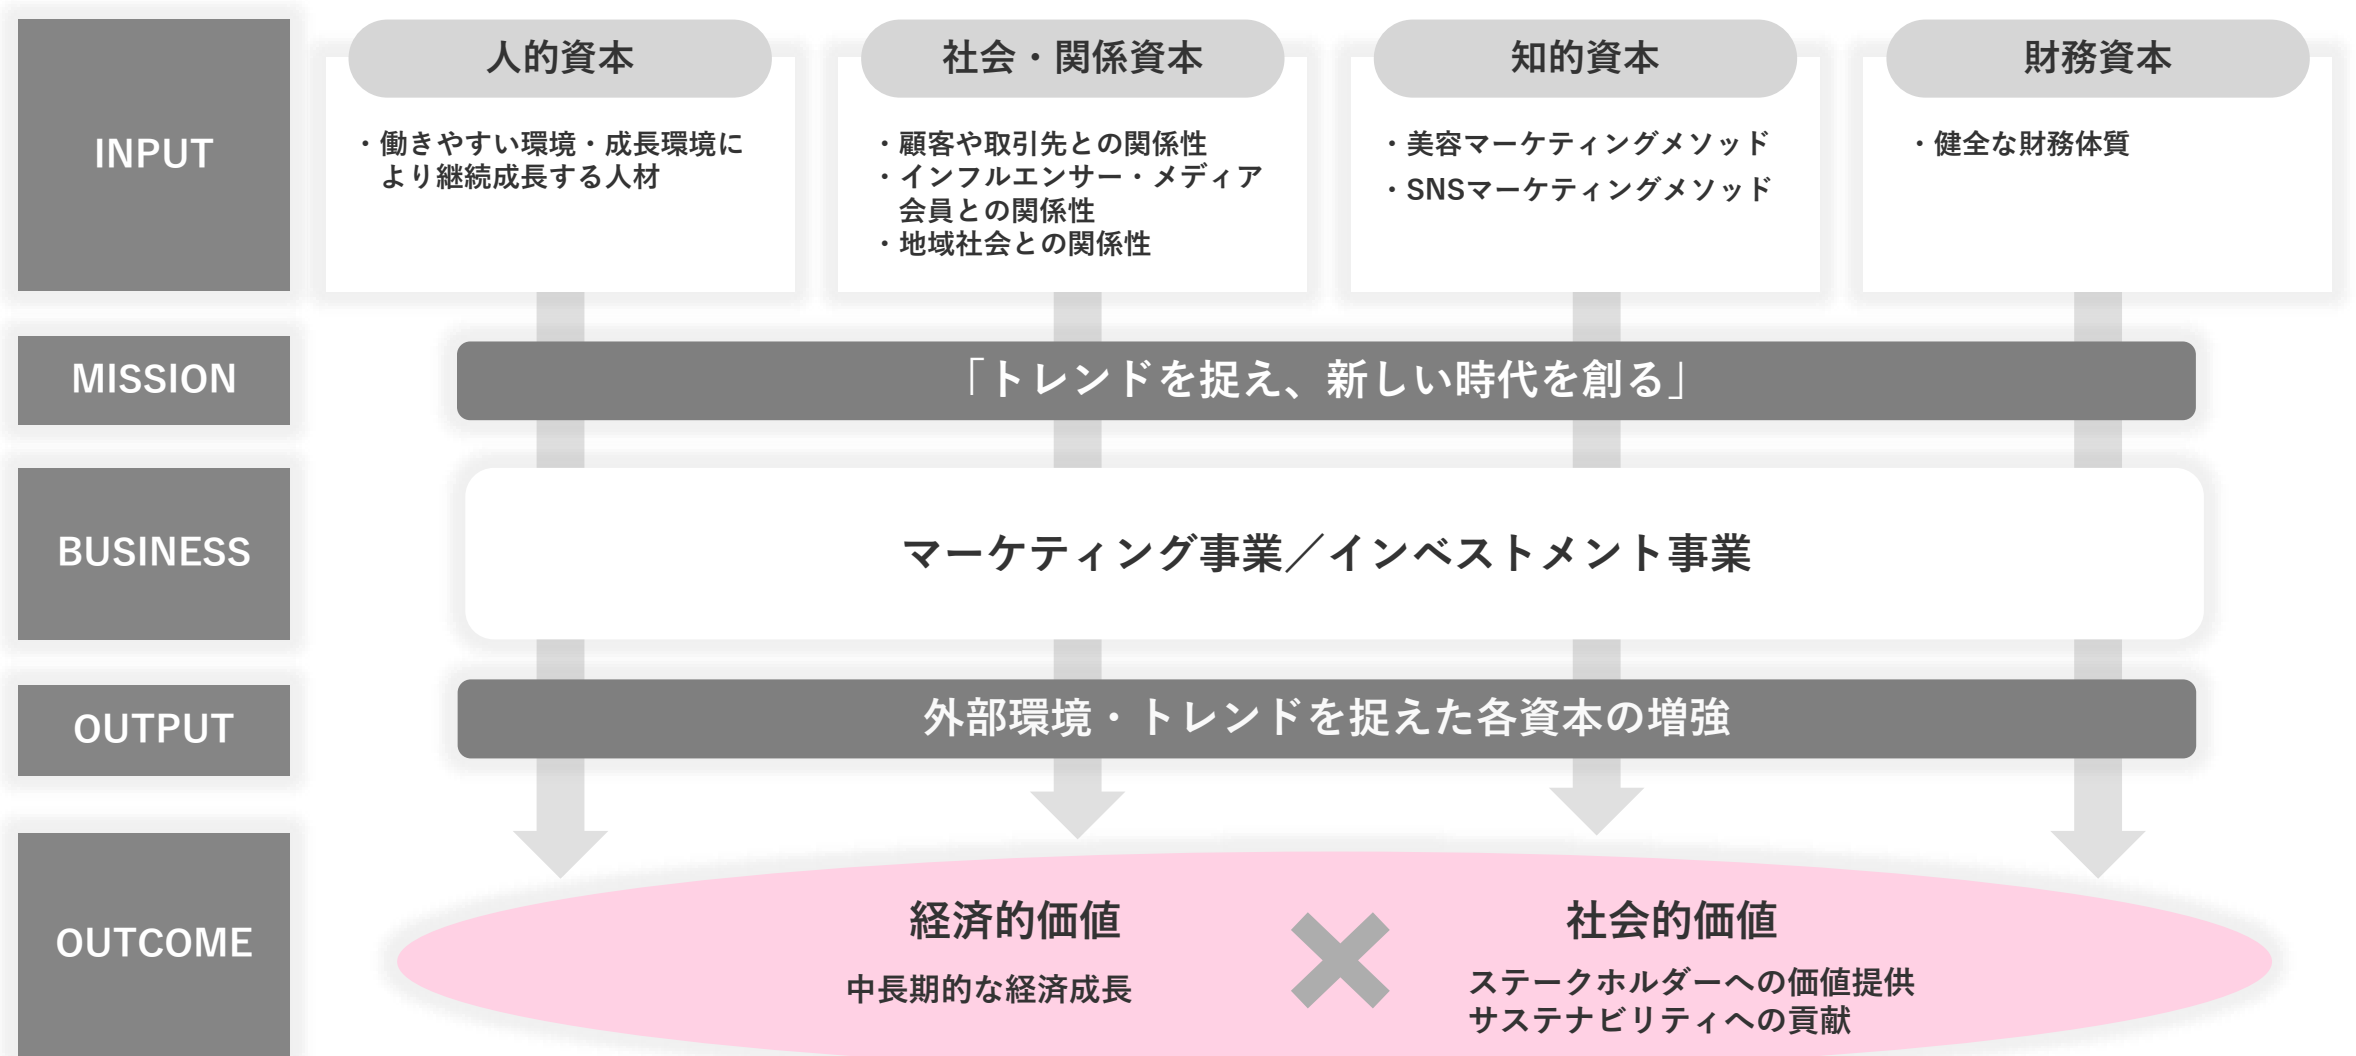 INPUT
人的資本
・働きやすい環境・成長環境に
より継続成長する人材
社会・関係資本
・顧客や取引先との関係性
・インフルエンサー・メディア
会員との関係性
・地域社会との関係性
知的資本
・美容マーケティングメソッド
・SNSマーケティングメソッド
財務資本
・健全な財務体質
MISSION
「トレンドを捉え、新しい時代を創る」
BUSINESS
マーケティング事業／インベストメント事業
OUTPUT
外部環境・トレンドを捉えた各資本の増強
OUTCOME
経済的価値
中長期的な経済成長
社会的価値
ステークホルダーへの価値提供
サステナビリティへの貢献